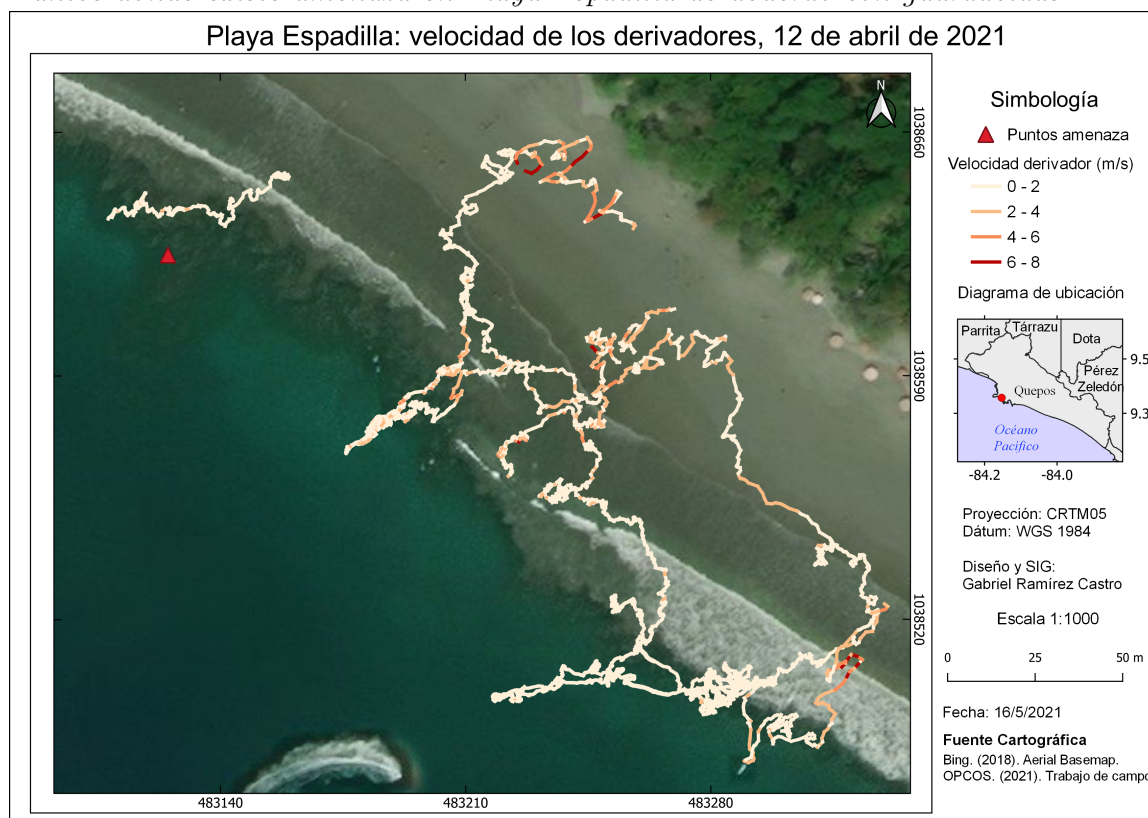 Playa Espadilla: velocidad de los derivadores, 12 de abril de 2021
N
1038660
1038590
1038520
483140
483210
483280
Simbología
Puntos amenaza
Velocidad derivador (m/s)
0 - 2
2 - 4
4 - 6
6 - 8
Diagrama de ubicación
Parrita
Tárrazu
Dota
Pérez
Zeledón
Quepos
Océano
Pacífico
9.5
9.3
-84.2
-84.0
Proyección: CRTM05
Dátum: WGS 1984
Diseño y SIG:
Gabriel Ramírez Castro
Escala 1:1000
0 25 50 m
Fecha: 16/5/2021
Fuente Cartográfica
Bing. (2018). Aerial Basemap.
OPCOS. (2021). Trabajo de campo